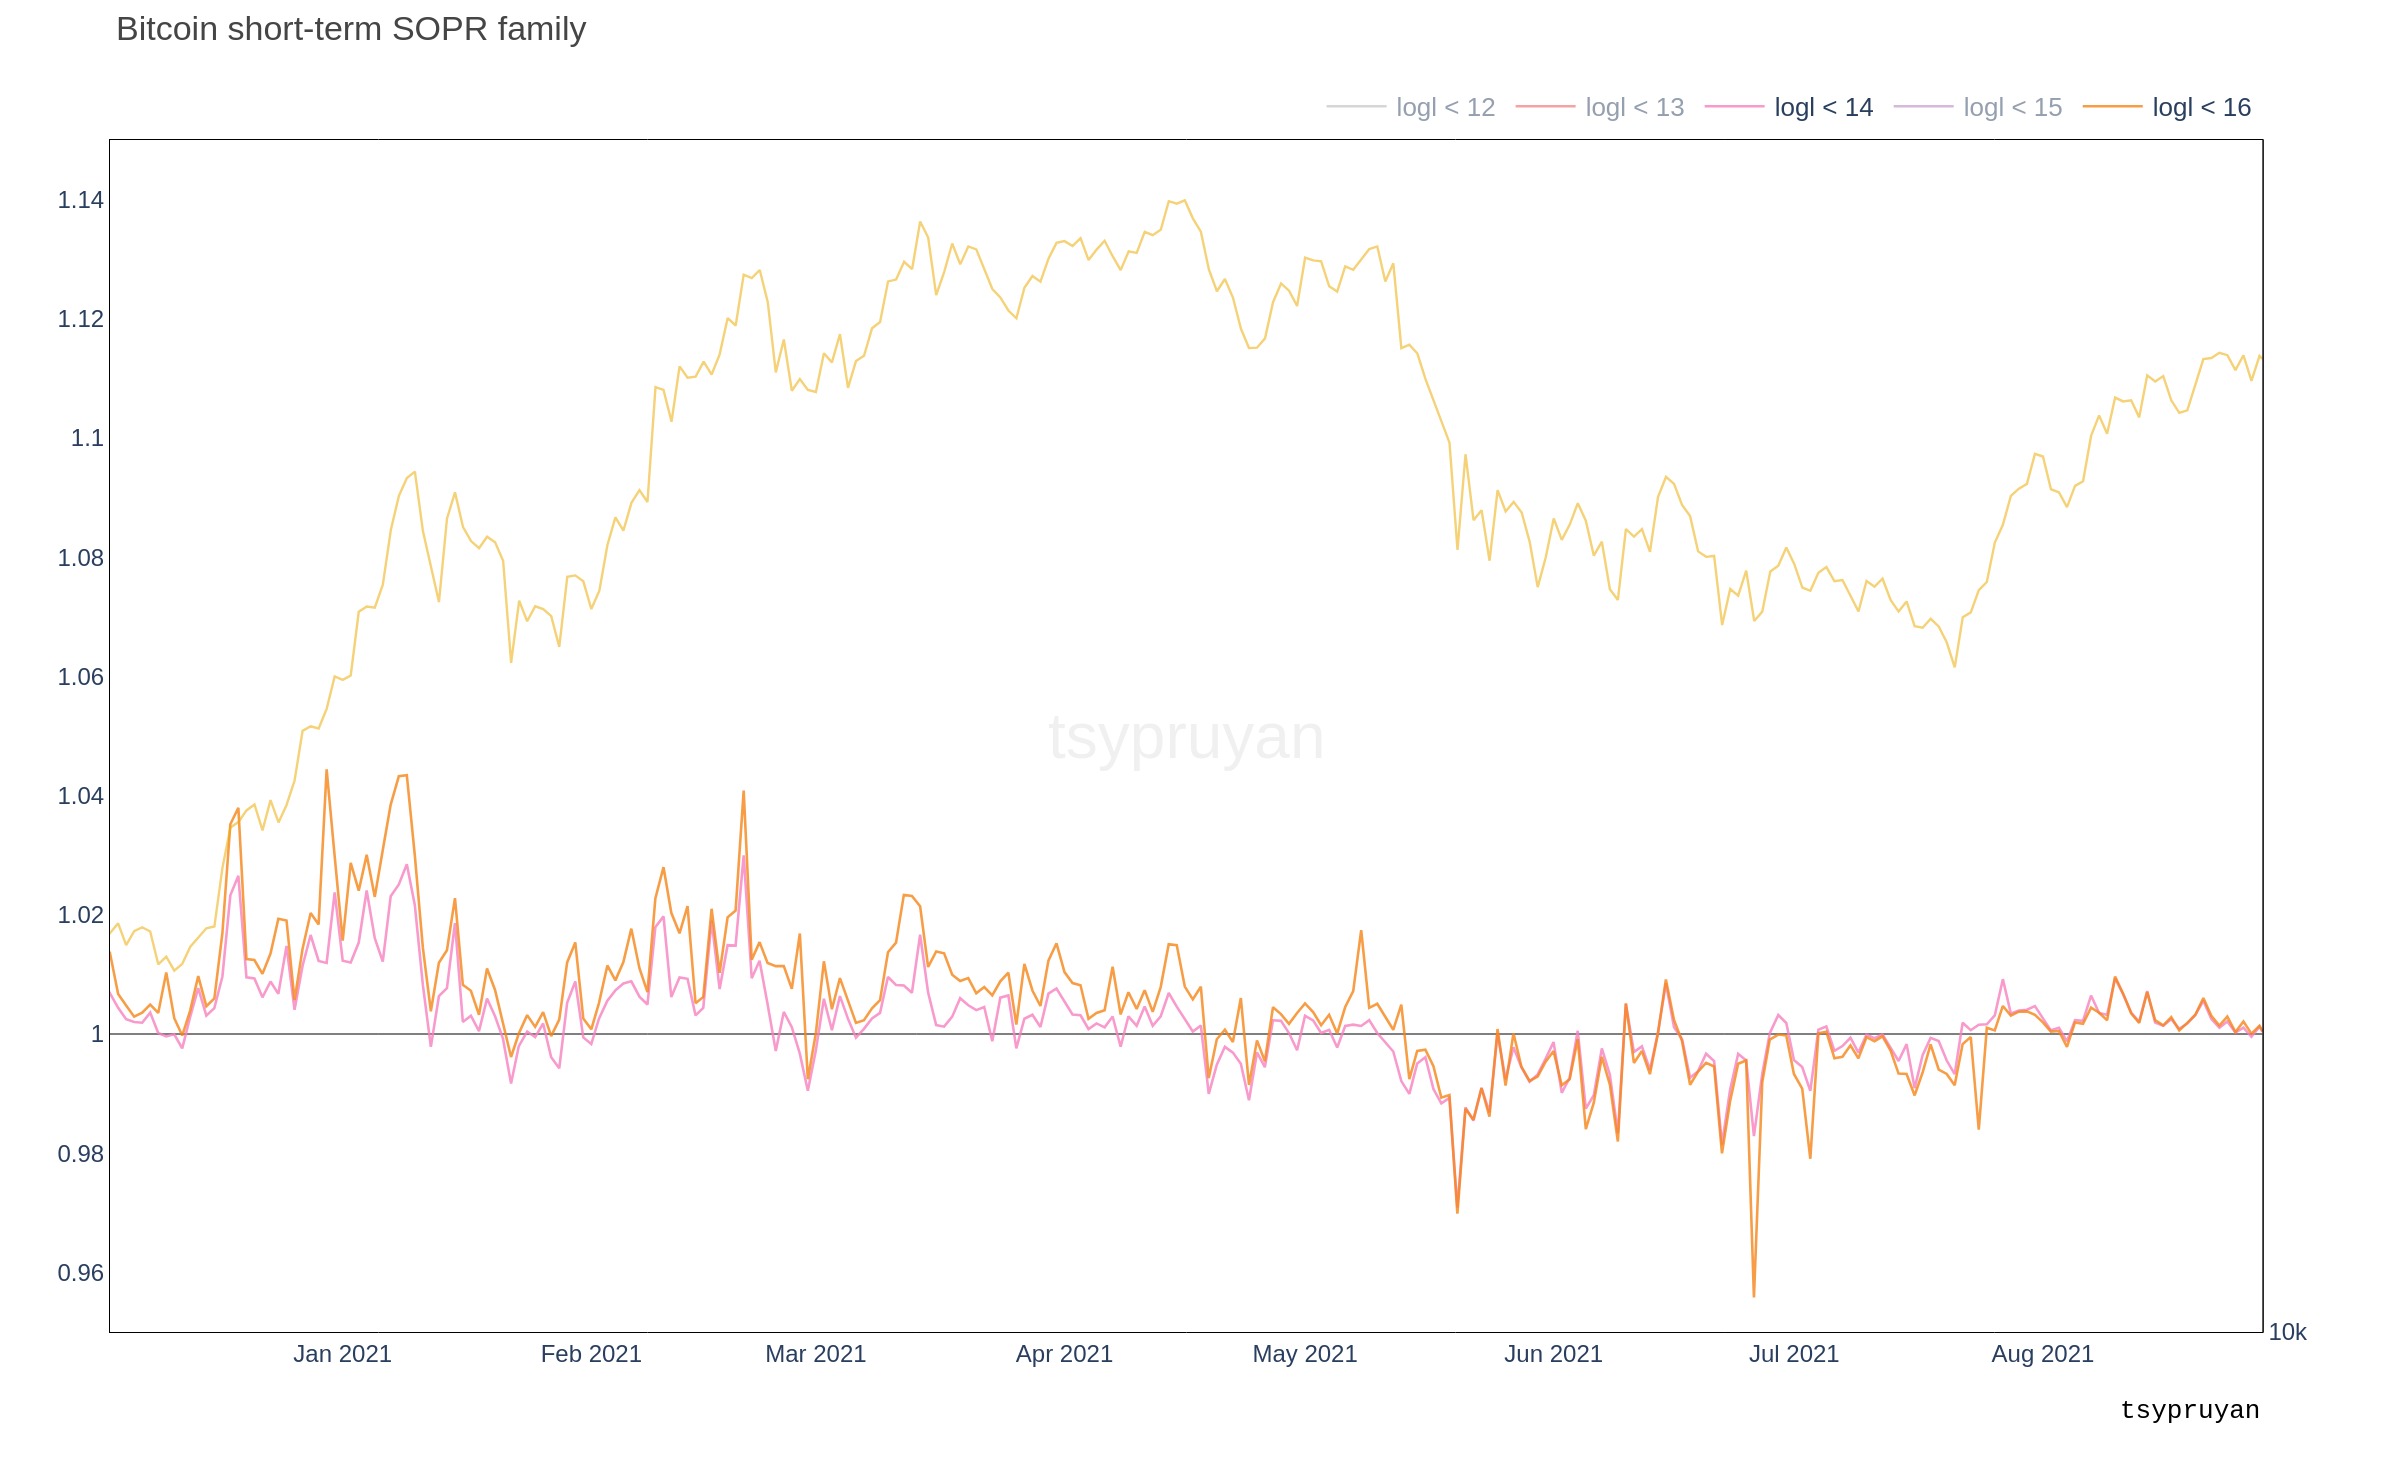 Bitcoin short-term SOPR family
logl < 12 logl < 13 logl < 14 logl < 15 logl < 16
1.14
1.12
1.1
1.08
1.06
tsypruyan
1.04
1.02
1
0.98
0.96
10k
Jan 2021 Feb 2021 Mar 2021 Apr 2021 May 2021 Jun 2021 Jul 2021 Aug 2021
tsypruyan